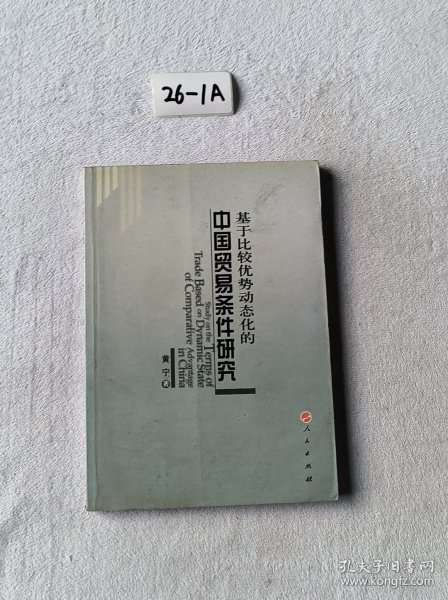 26-1A
基于比较优势动态化的
中国贸易条件研究
Study on the Terms of
Trade Based on Dynamic State
of Comparative Advantage
in China
黄宁 著
人民出版社
孔夫子旧书网
www.kongfz.com